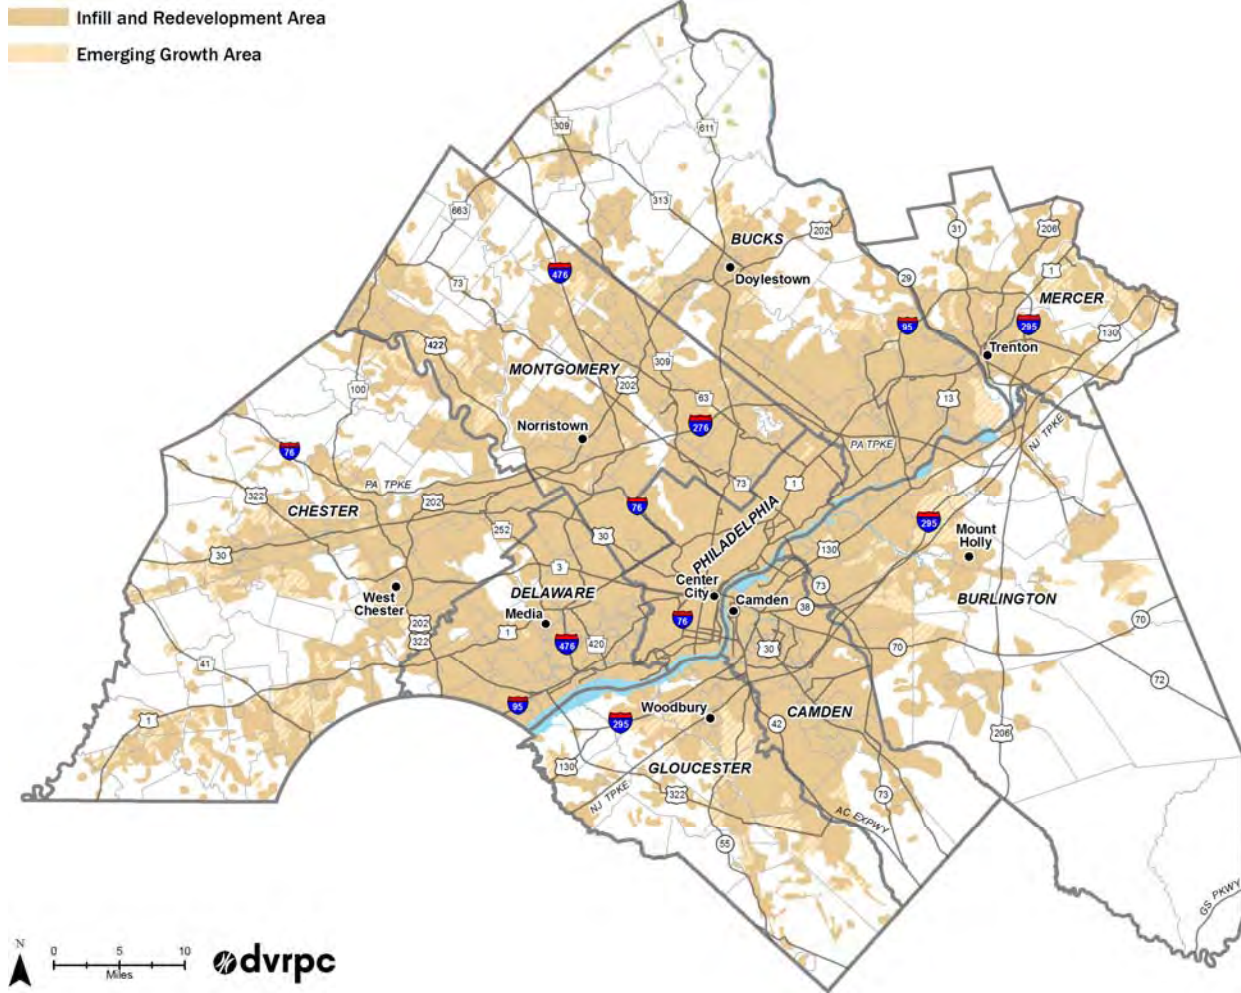 Infill and Redevelopment Area
Emerging Growth Area
309
611
663
313
202
BUCKS
31
206
476
Doylestown
29
1
73
MERCER
95
295
130
422
Trenton
309
MONTGOMERY
202
100
63
13
Norristown
276
PA TPKE
NJ TPKE
76
PA TPKE
322
202
73
1
CHESTER
76
PHILADELPHIA
295
252
30
Mount
Holly
30
130
3
Center
City
73
West
Chester
DELAWARE
Camden
38
BURLINGTON
Media
202
322
1
76
70
476
420
30
70
41
72
95
Woodbury
CAMDEN
1
295
42
206
130
GLOUCESTER
NJ TPKE
322
73
AC EXPWY
55
GS PKWY
N
0 5 10
Miles
dvrpc